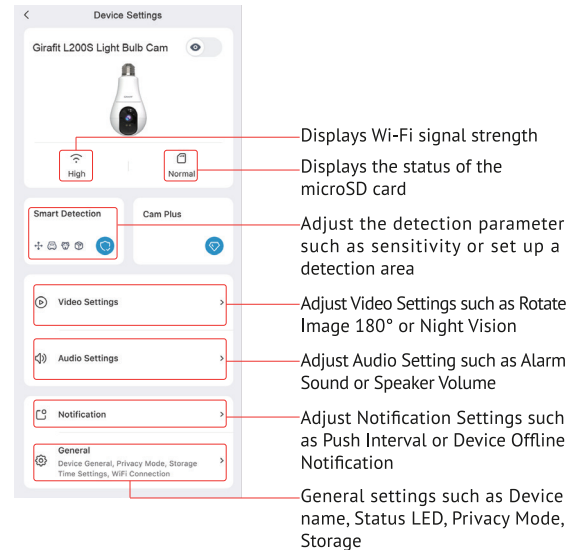 Device Settings
Girafit L200S Light Bulb Cam
High
Normal
Smart Detection
Cam Plus
Video Settings
Audio Settings
Notification
General
Device General, Privacy Mode, Storage
Time Settings, WiFi Connection
Displays Wi-Fi signal strength
Displays the status of the
microSD card
Adjust the detection parameter
such as sensitivity or set up a
detection area
Adjust Video Settings such as Rotate
Image 180° or Night Vision
Adjust Audio Setting such as Alarm
Sound or Speaker Volume
Adjust Notification Settings such
as Push Interval or Device Offline
Notification
General settings such as Device
name, Status LED, Privacy Mode,
Storage